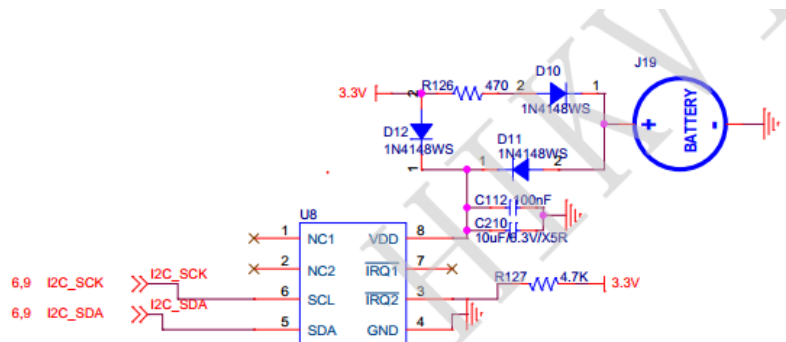 HIKV
J19
D10
R126 470 2 1
3.3V
2
1N4148WS
+ BATTERY -
D12 D11
1N4148WS 1N4148WS
1 2
1
C112 100nF
U8
C210
10uF/6.3V/X5R
1 NC1 VDD 8
2 NC2 IRQ1 7
R127 4.7K 3.3V
6,9 I2C_SCK I2C_SCK
6 SCL IRQ2 3
6,9 I2C_SDA I2C_SDA
5 SDA GND 4